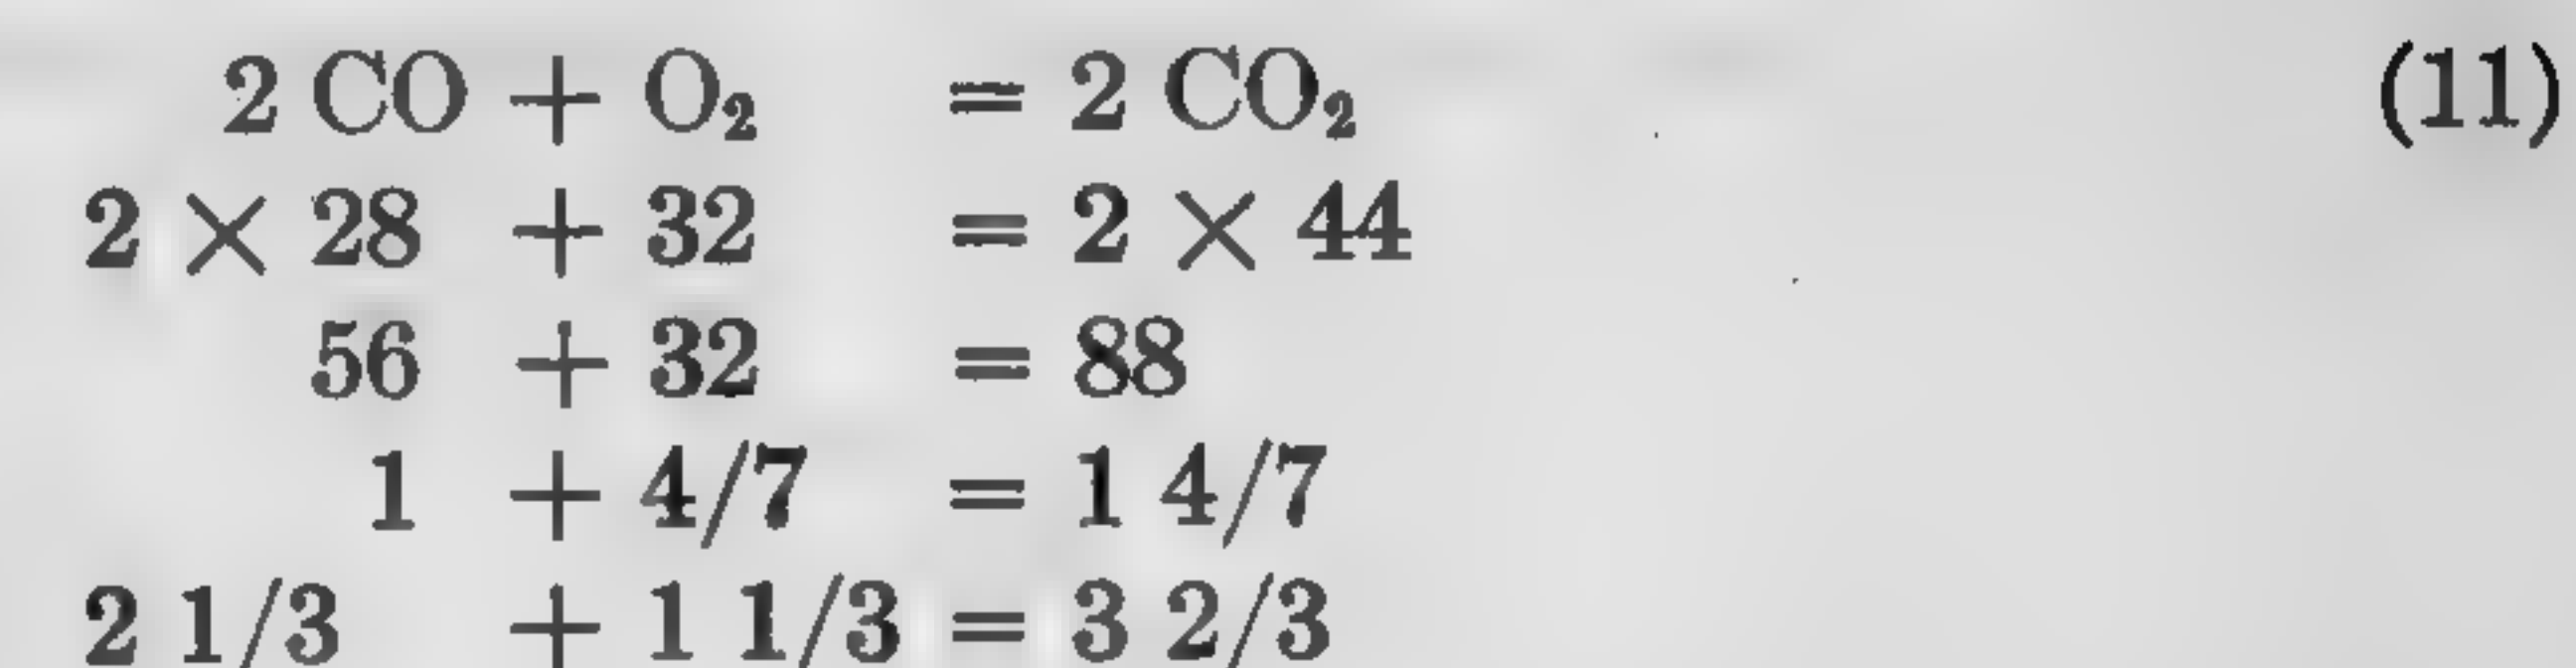 2 CO + O₂ = 2 CO₂ (11)
2 × 28 + 32 = 2 × 44
56 + 32 = 88
1 + 4/7 = 1 4/7
2 1/3 + 1 1/3 = 3 2/3